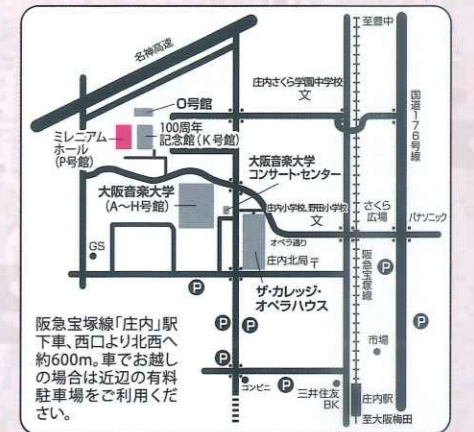 至豊中
名神高速
庄内さくら学園中学校
文
国道176号線
O号館
ミレニアム
ホール
(P号館)
100周年
記念館(K号館)
大阪音楽大学
コンサート・センター
大阪音楽大学
(A〜H号館)
庄内小学校、野田小学校
文
さくら
広場
パナソニック
オペラ通り
GS
庄内北局 〒
阪急宝塚線
P
ザ・カレッジ・
オペラハウス
P
P
P
P
市場
阪急宝塚線「庄内」駅
下車、西口より北西へ
約600m。車でお越し
の場合は近辺の有料
駐車場をご利用くだ
さい。
P
コンビニ
P
三井住友
BK
庄内駅
至大阪梅田